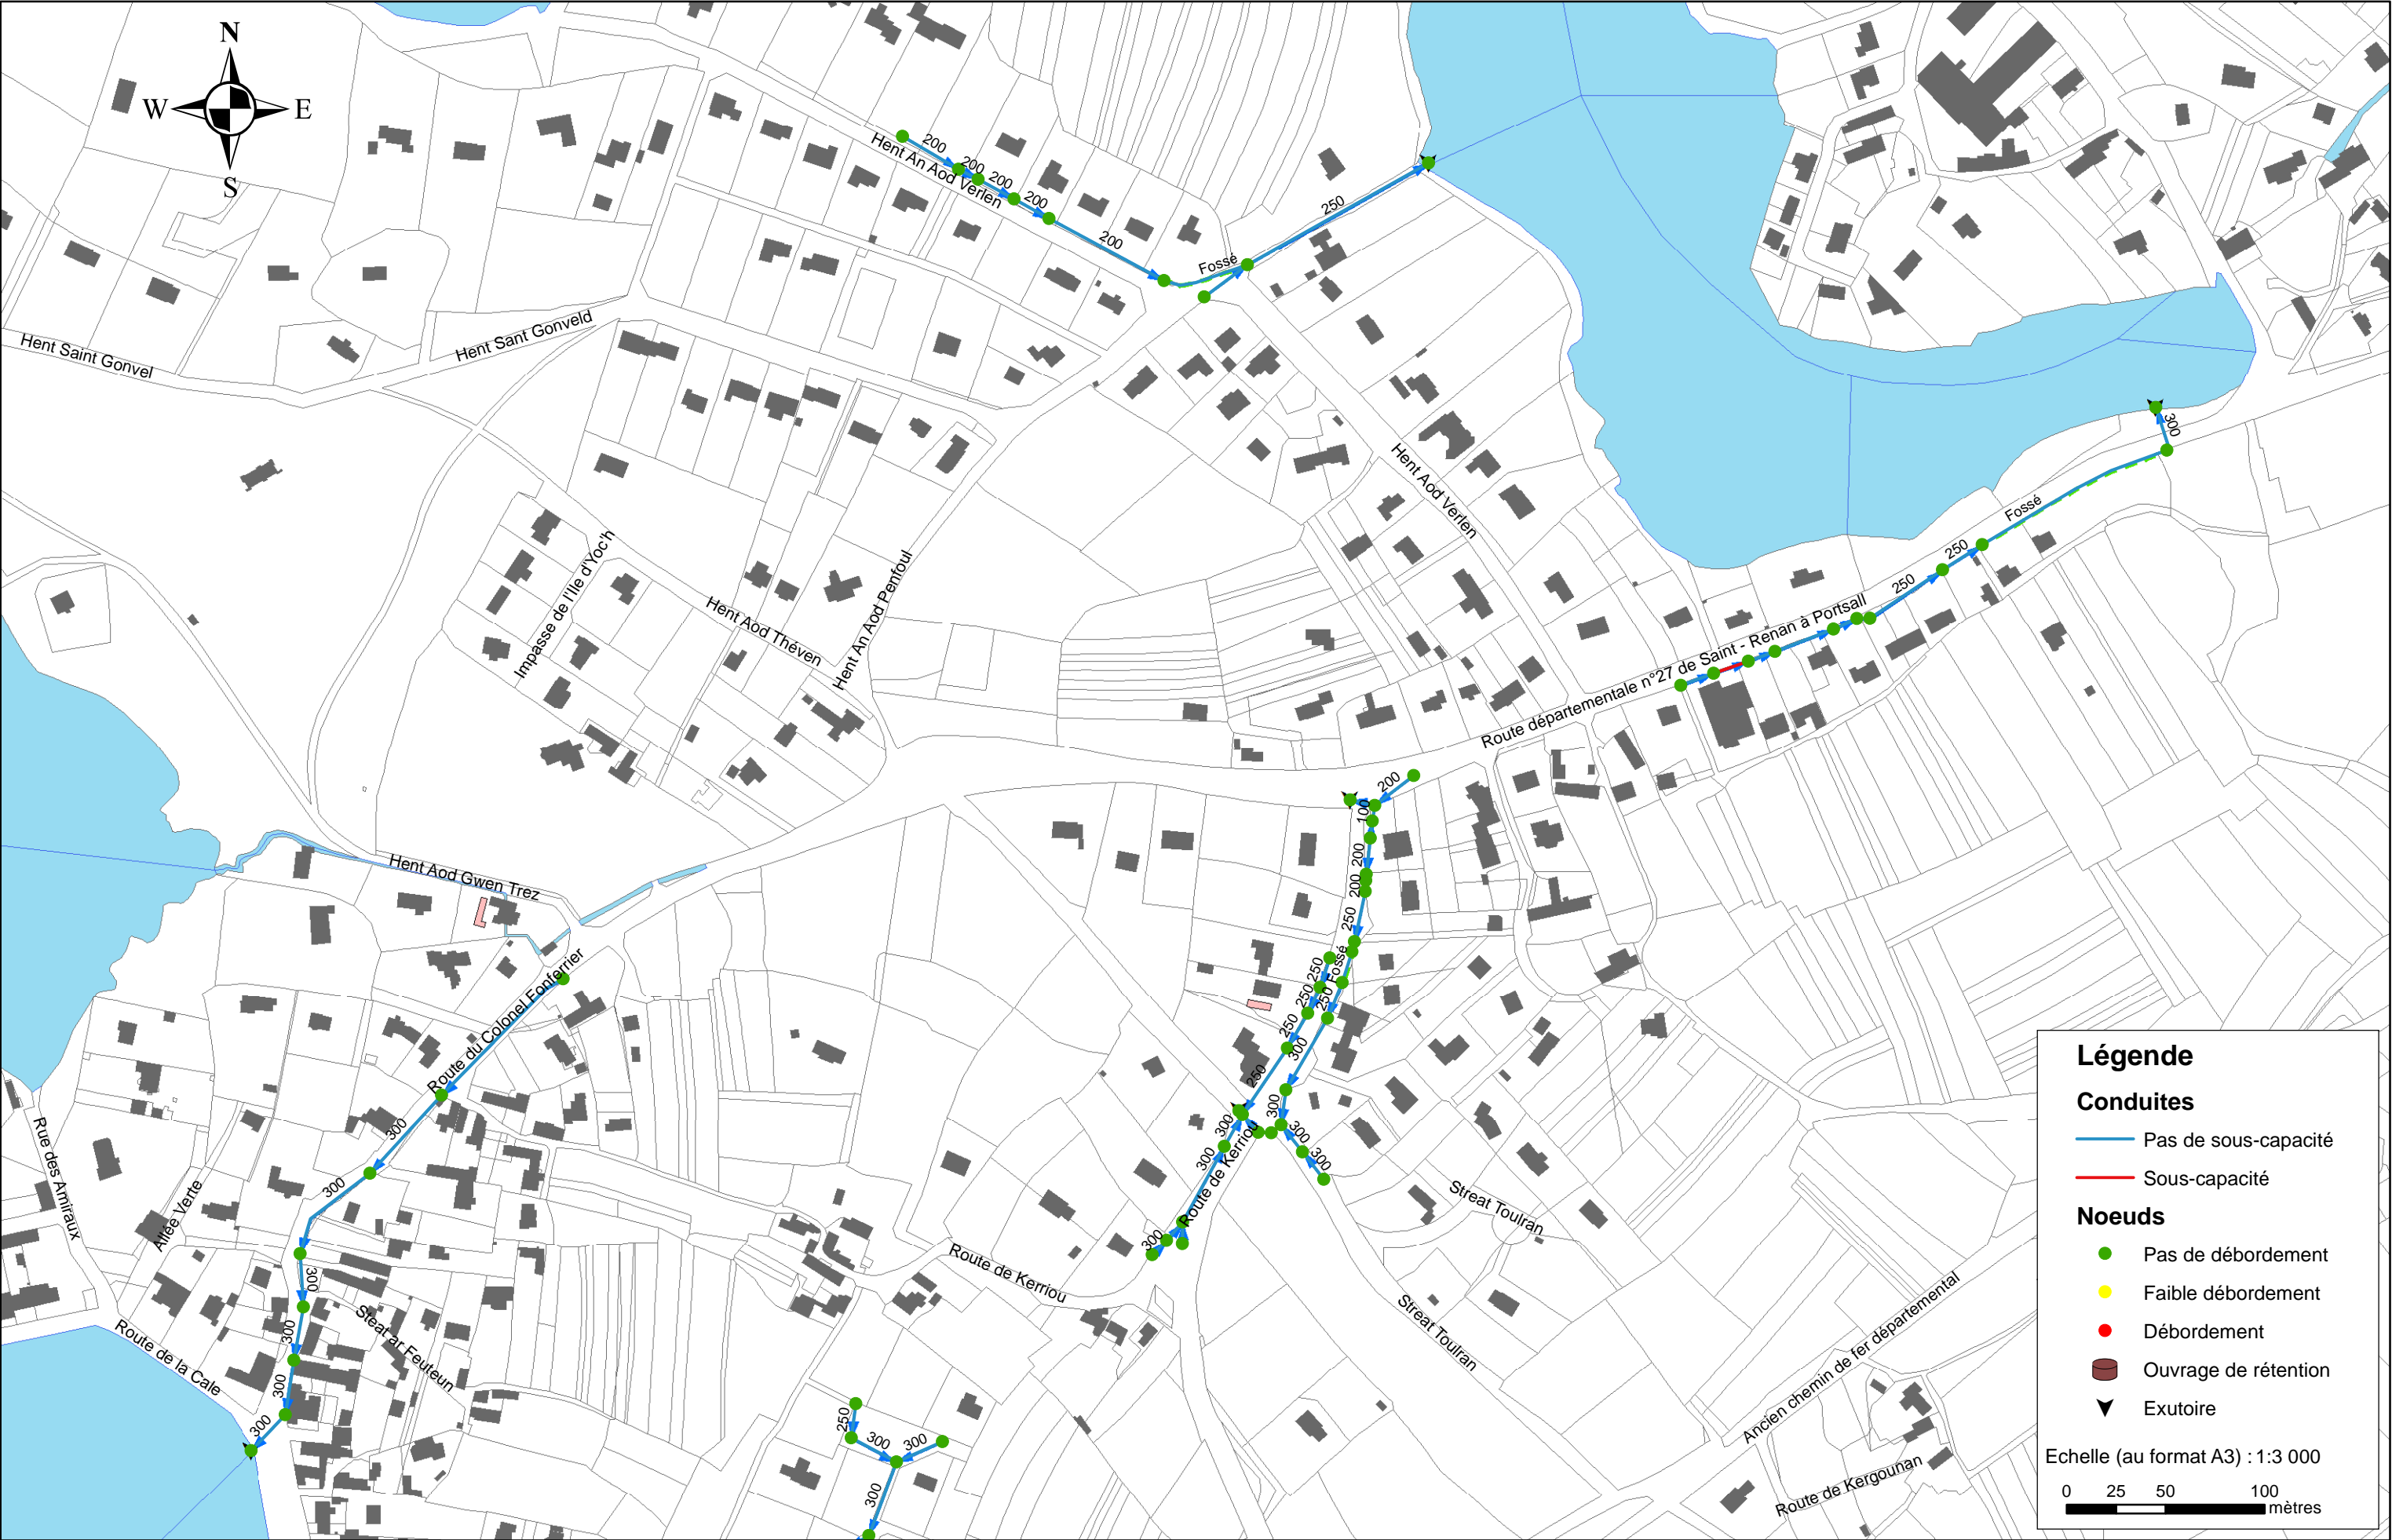 N
W
E
S
200
200
200
200
200
Hent An Aod Verlen
Fossé
250
Hent Saint Gonvel
Hent Sant Gonveld
Hent Aod Verlen
300
Fossé
250
250
Route départementale n°27 de Saint - Renan à Portsall
Impasse de l'Ile d'Yoc'h
Hent Aod Théven
Hent An Aod Penfoul
200
100
200
200
250
Fossé
250
250
250
250
300
250
300
300
300
300
300
300
Route de Kerriou
Hent Aod Gwen Trez
Route du Colonel Fonferrier
300
300
300
300
300
300
Rue des Amiraux
Allée Verte
Route de la Cale
Steat ar Feuteun
Route de Kerriou
Streat Toulran
Streat Toulran
250
300
300
300
Ancien chemin de fer départemental
Route de Kergounan
Légende
Conduites
Pas de sous-capacité
Sous-capacité
Noeuds
Pas de débordement
Faible débordement
Débordement
Ouvrage de rétention
Exutoire
Echelle (au format A3) : 1:3 000
0 25 50 100
mètres